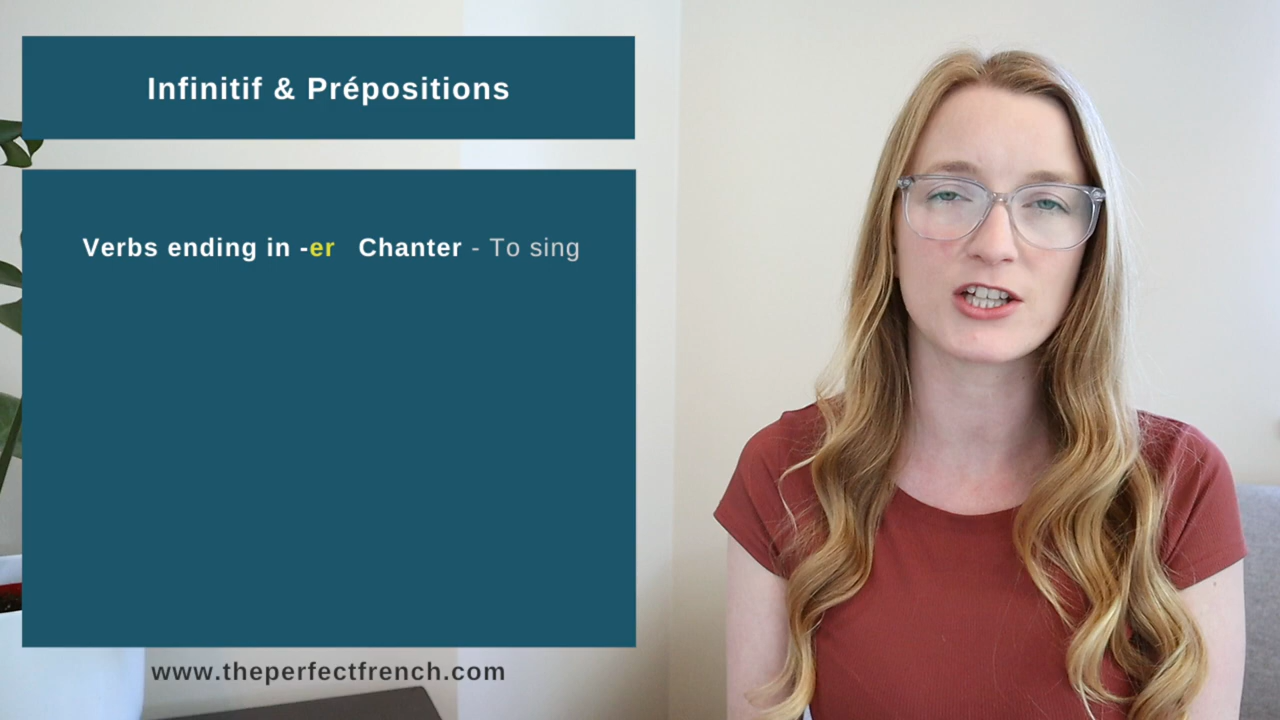 Infinitif & Prépositions
Verbs ending in -er Chanter - To sing
www.theperfectfrench.com